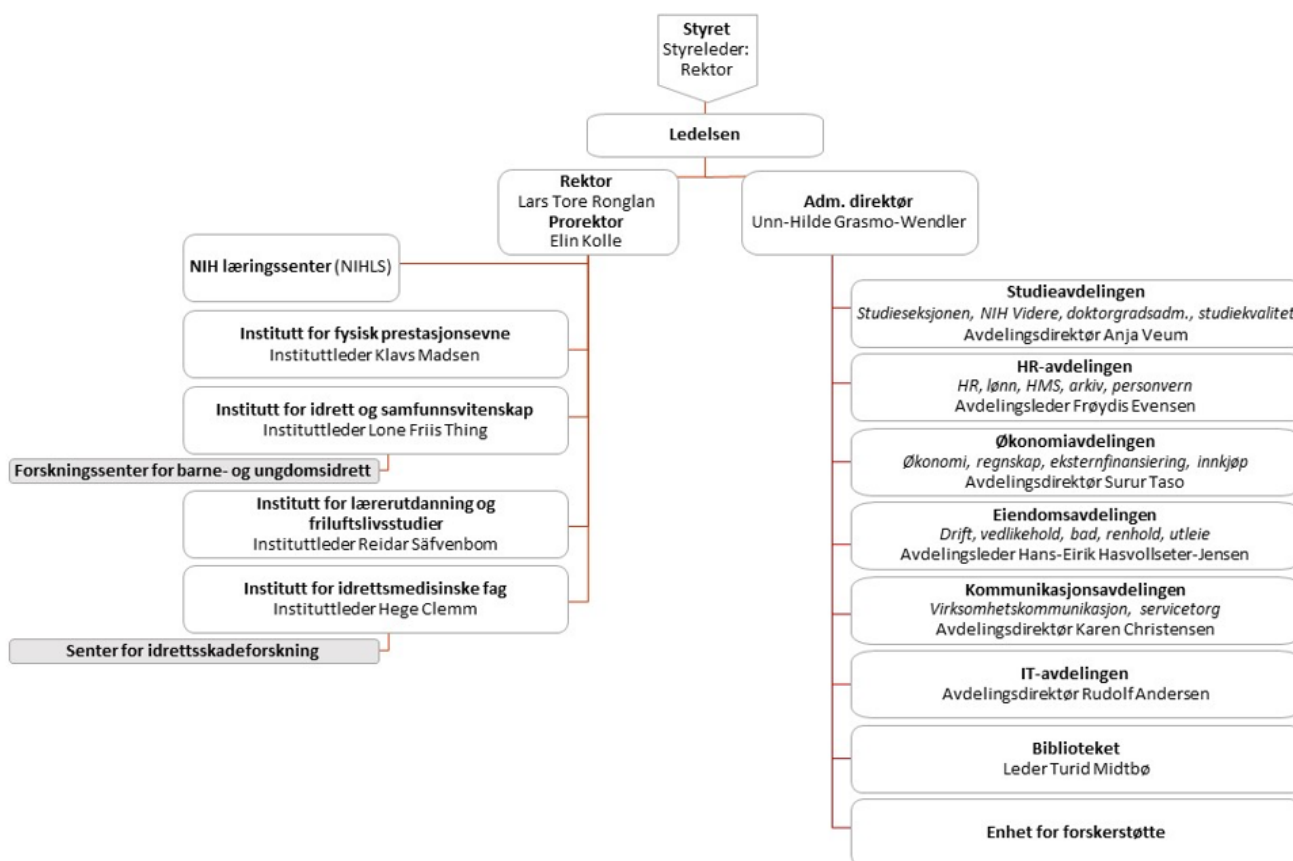 Styret
Styreleder:
Rektor
Ledelsen
Rektor
Lars Tore Ronglan
Prorektor
Elin Kolle
Adm. direktør
Unn-Hilde Grasmo-Wendler
NIH læringssenter (NIHLS)
Institutt for fysisk prestasjonsevne
Instituttleder Klavs Madsen
Institutt for idrett og samfunnsvitenskap
Instituttleder Lone Friis Thing
Forskningssenter for barne- og ungdomsidrett
Institutt for lærerutdanning og
friluftslivsstudier
Instituttleder Reidar Säfvenbom
Institutt for idrettsmedisinske fag
Instituttleder Hege Clemm
Senter for idrettsskadeforskning
Studieavdelingen
Studieseksjonen, NIH Videre, doktorgradsadm., studiekvalitet
Avdelingsdirektør Anja Veum
HR-avdelingen
HR, lønn, HMS, arkiv, personvern
Avdelingsleder Frøydis Evensen
Økonomiavdelingen
Økonomi, regnskap, eksternfinansiering, innkjøp
Avdelingsdirektør Surur Taso
Eiendomsavdelingen
Drift, vedlikehold, bad, renhold, utleie
Avdelingsleder Hans-Eirik Hasvollseter-Jensen
Kommunikasjonsavdelingen
Virksomhetskommunikasjon, servicetorg
Avdelingsdirektør Karen Christensen
IT-avdelingen
Avdelingsdirektør Rudolf Andersen
Biblioteket
Leder Turid Midtbø
Enhet for forskerstøtte